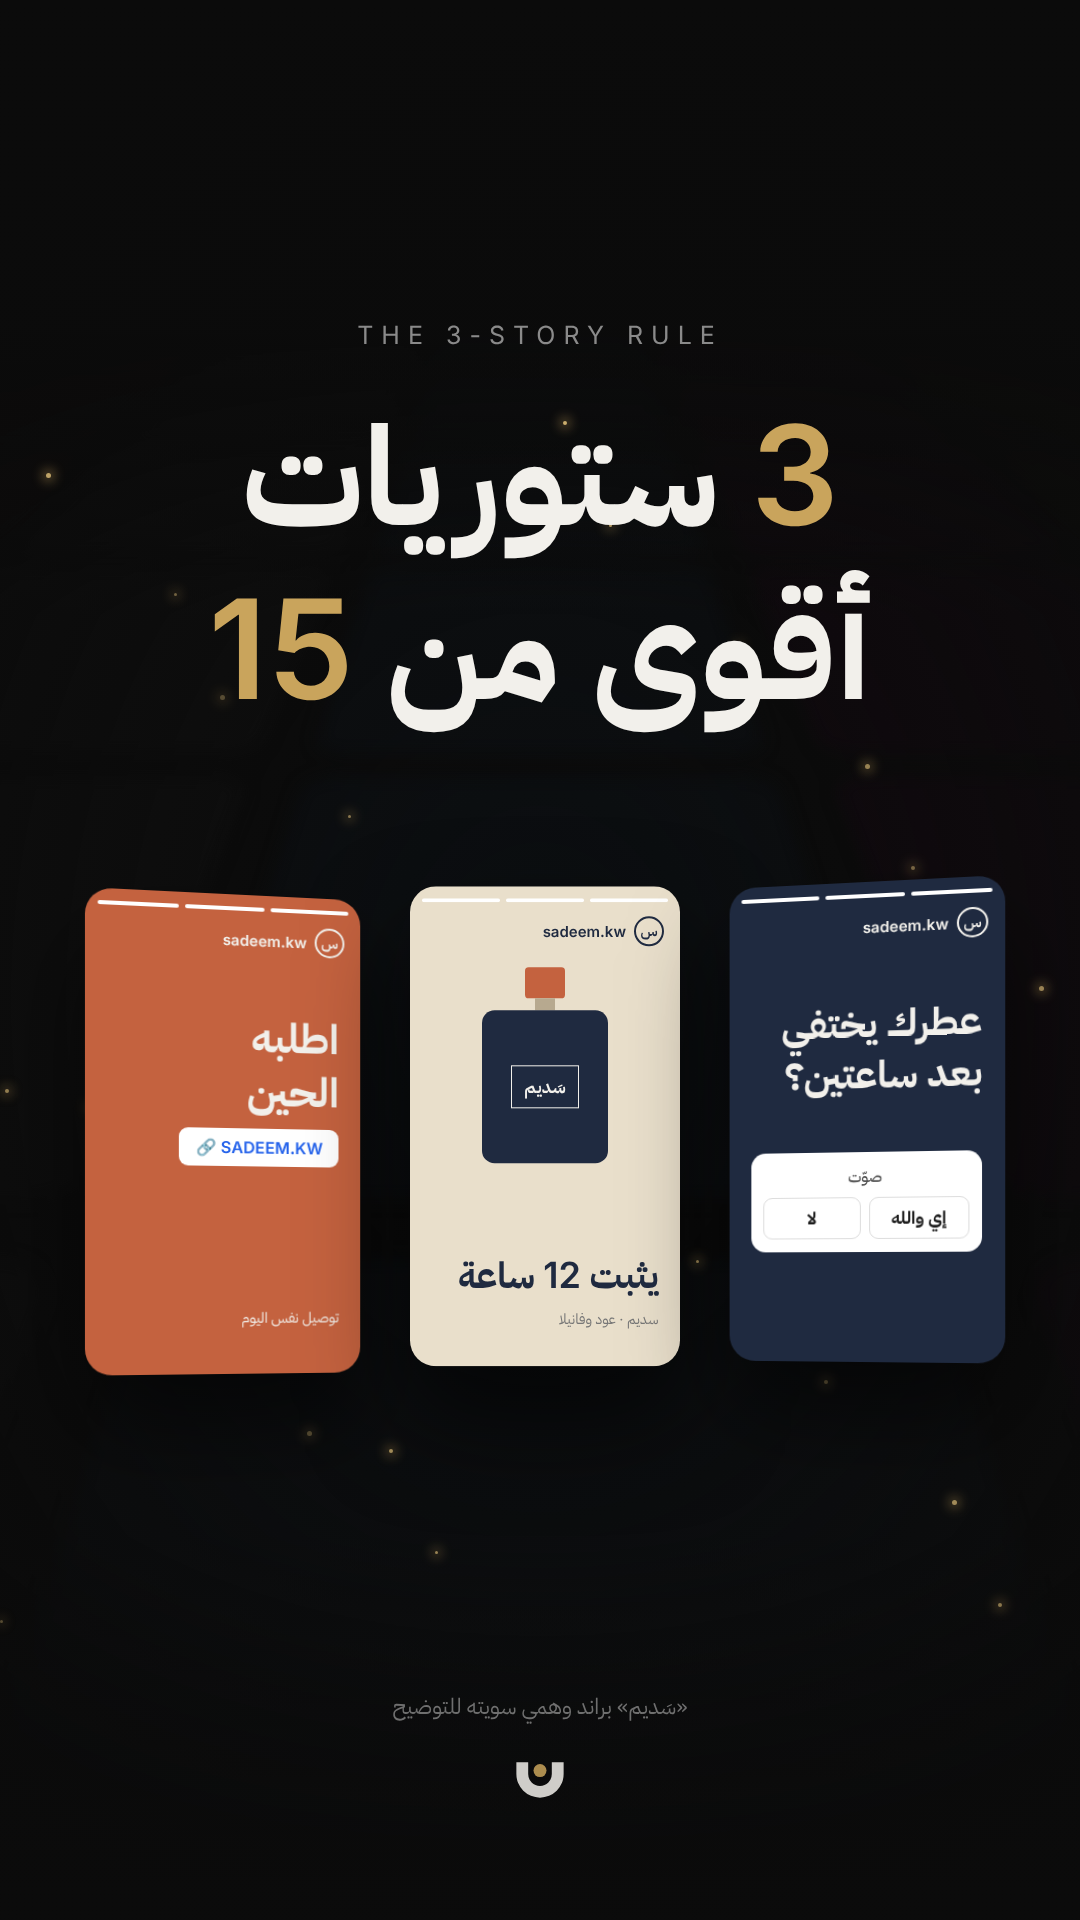 THE 3-STORY RULE
3 ستوريات
أقوى من 15
sadeem.kw س
عطرك يختفي
بعد ساعتين؟
صوّت
إي والله
لا
sadeem.kw س
سَديم
يثبت 12 ساعة
سديم · عود وفانيلا
sadeem.kw س
اطلبه
الحين
🔗 SADEEM.KW
توصيل نفس اليوم
«سَديم» براند وهمي سويته للتوضيح